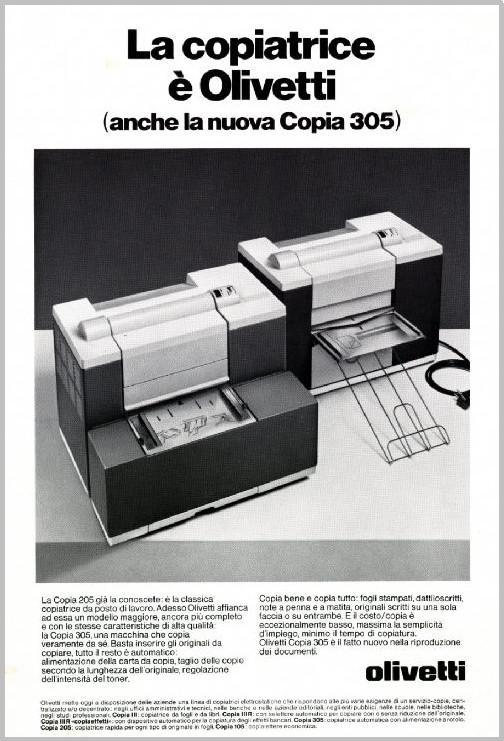 La copiatrice
è Olivetti
(anche la nuova Copia 305)
La Copia 205 già la conoscete: è la classica
copiatrice da posto di lavoro. Adesso Olivetti affianca
ad essa un modello maggiore, ancora più completo
e con le stesse caratteristiche di alta qualità:
la Copia 305, una macchina che copia
veramente da sé. Basta inserire gli originali da
copiare, tutto il resto è automatico:
alimentazione della carta da copia, taglio delle copie
secondo la lunghezza dell'originale, regolazione
dell'intensità del toner.
Copia bene e copia tutto: fogli stampati, dattiloscritti,
note a penna e a matita, originali scritti su una sola
faccia o su entrambe. E il costo/copia è
eccezionalmente basso, massima la semplicità
d'impiego, minimo il tempo di copiatura.
Olivetti Copia 305 è il fatto nuovo nella riproduzione
dei documenti.
olivetti
Olivetti mette oggi a disposizione delle aziende una linea di copiatrici elettrostatiche che rispondono alle più varie esigenze di un servizio-copia, cen-
tralizzato e/o decentrato: negli uffici amministrativi e tecnici, nelle banche e nelle aziende editoriali, negli enti pubblici, nelle scuole, nelle biblioteche,
negli studi professionali. Copia III: copiatrice da fogli e da libri. Copia IIIR: con selettore automatico per copiare con o senza riduzione dell'originale.
Copia IIIR «copiaeffetti»: con dispositivo automatico per la copiatura degli effetti bancari. Copia 305: copiatrice automatica con alimentazione a rotolo.
Copia 205: copiatrice rapida per ogni tipo di originale in fogli. Copia 105: copialettere economica.